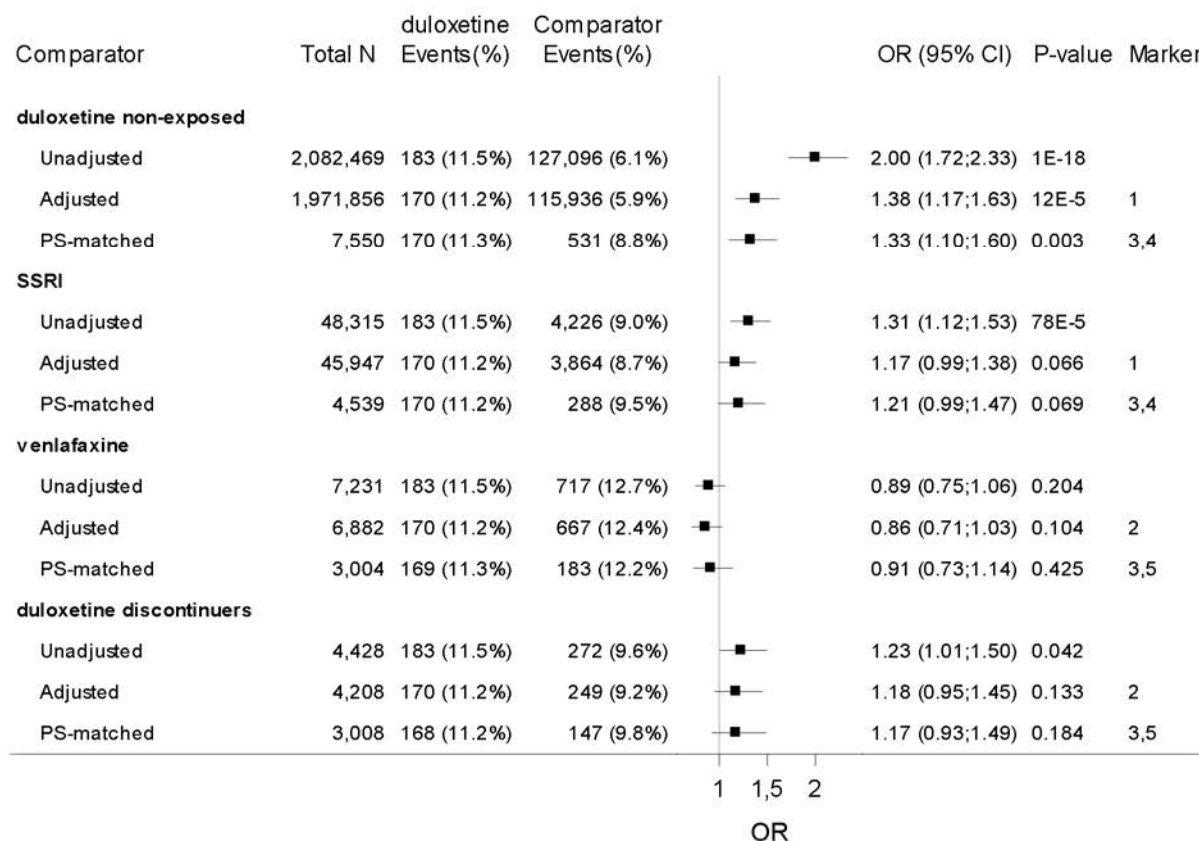 duloxetine Comparator
Comparator Total N Events(%) Events(%) OR (95% CI) P-value Marker
duloxetine non-exposed
Unadjusted 2,082,469 183 (11.5%) 127,096 (6.1%) 2.00 (1.72;2.33) 1E-18
Adjusted 1,971,856 170 (11.2%) 115,936 (5.9%) 1.38 (1.17;1.63) 12E-5 1
PS-matched 7,550 170 (11.3%) 531 (8.8%) 1.33 (1.10;1.60) 0.003 3,4
SSRI
Unadjusted 48,315 183 (11.5%) 4,226 (9.0%) 1.31 (1.12;1.53) 78E-5
Adjusted 45,947 170 (11.2%) 3,864 (8.7%) 1.17 (0.99;1.38) 0.066 1
PS-matched 4,539 170 (11.2%) 288 (9.5%) 1.21 (0.99;1.47) 0.069 3,4
venlafaxine
Unadjusted 7,231 183 (11.5%) 717 (12.7%) 0.89 (0.75;1.06) 0.204
Adjusted 6,882 170 (11.2%) 667 (12.4%) 0.86 (0.71;1.03) 0.104 2
PS-matched 3,004 169 (11.3%) 183 (12.2%) 0.91 (0.73;1.14) 0.425 3,5
duloxetine discontinuers
Unadjusted 4,428 183 (11.5%) 272 (9.6%) 1.23 (1.01;1.50) 0.042
Adjusted 4,208 170 (11.2%) 249 (9.2%) 1.18 (0.95;1.45) 0.133 2
PS-matched 3,008 168 (11.2%) 147 (9.8%) 1.17 (0.93;1.49) 0.184 3,5
1 1,5 2
OR